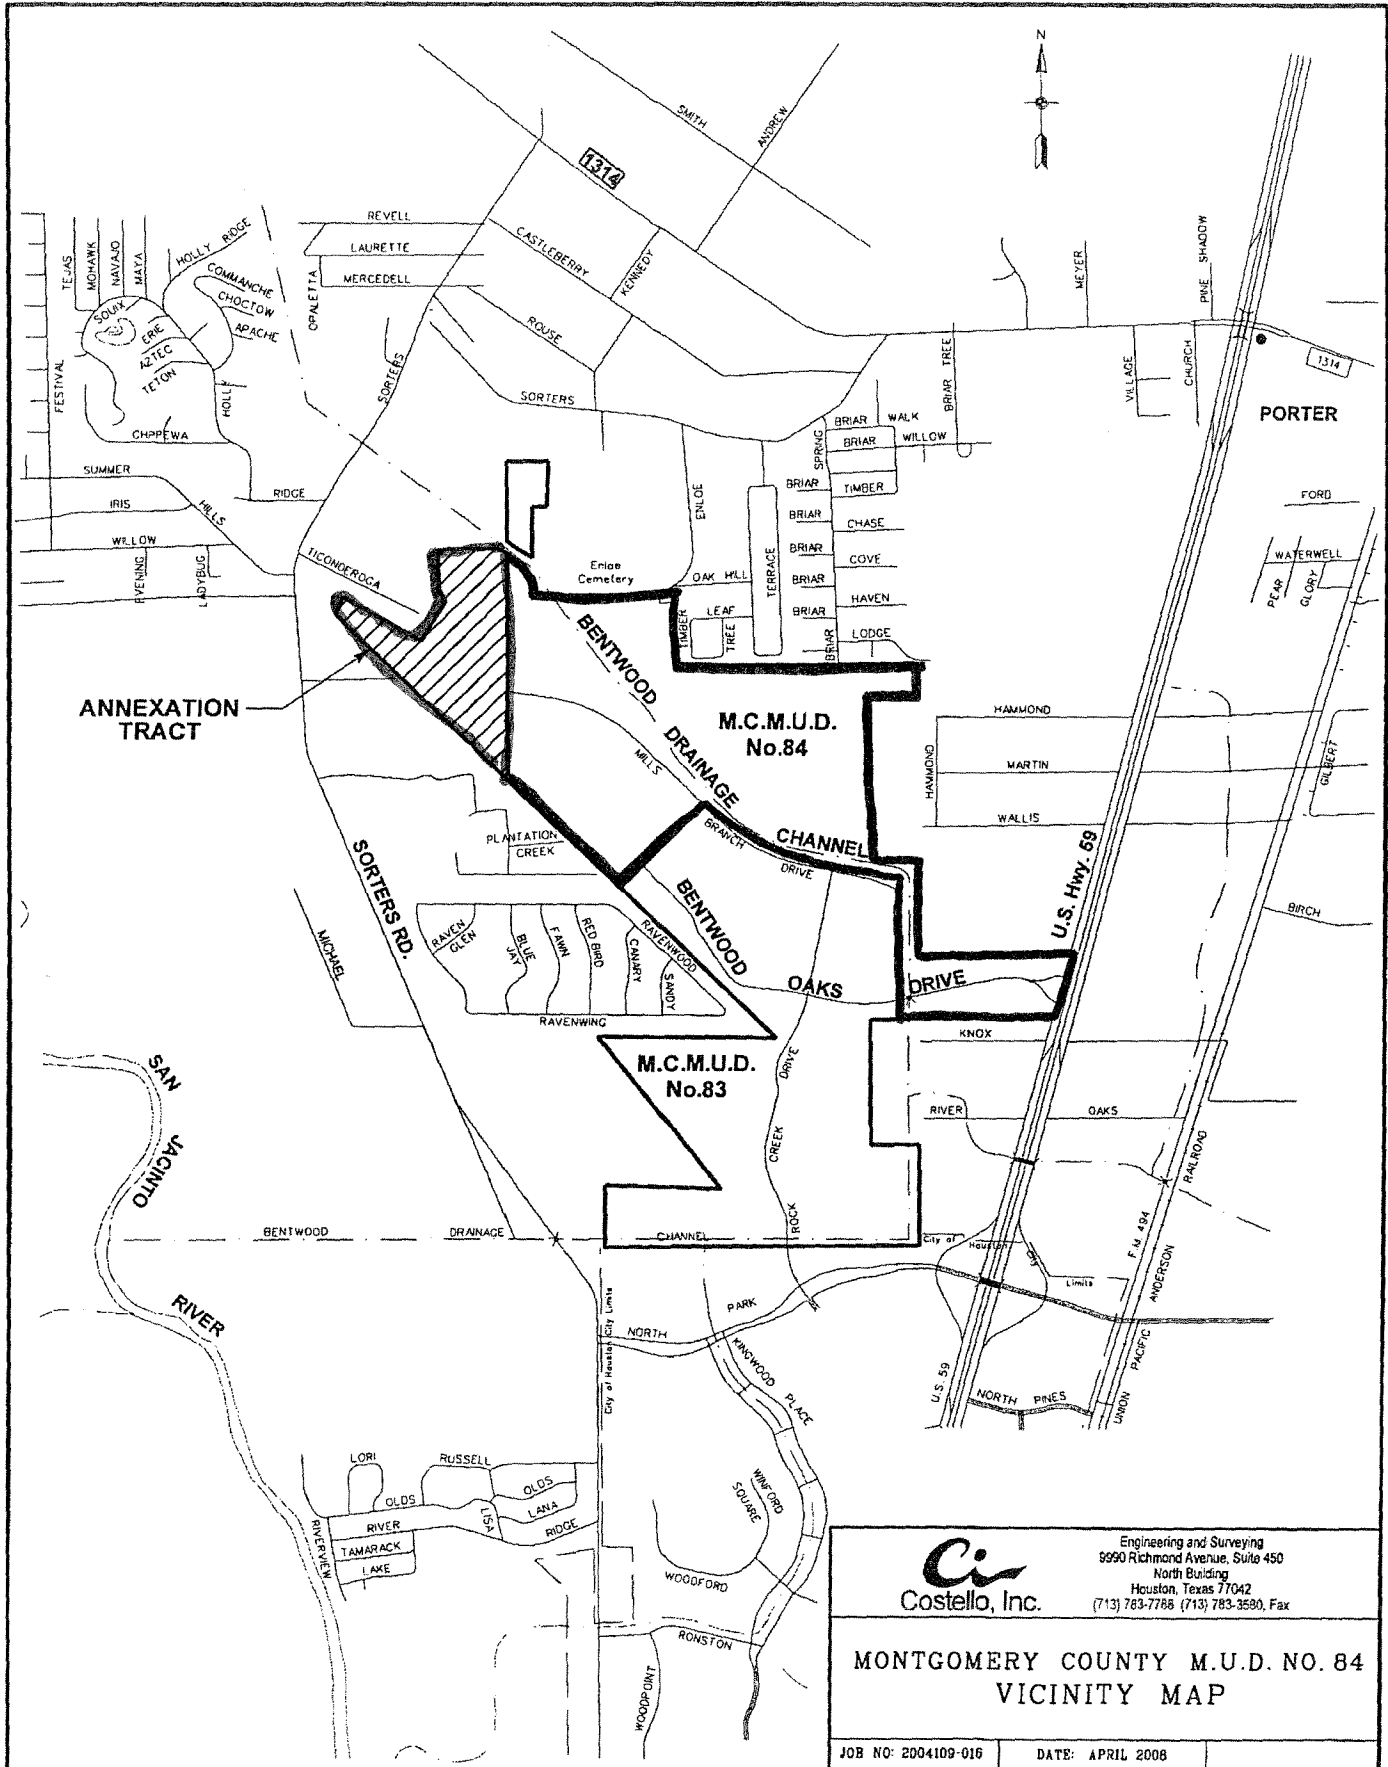 N
SMITH
ANDREW
1314
REVELL
LAURETTE
MERCEDELL
OPALETTA
CASTLEBERRY
KENNEDY
ROUSE
SORTERS
SORTERS
TEJAS
MOHAWK
NAVAJO
MAYA
HOLLY RIDGE
COMMANCHE
CHOCTOW
APACHE
SOUIX
ERIE
AZTEC
TETON
HOLLY
FESTIVAL
CHPPEWA
SUMMER
HILLS
IRIS
WILLOW
RIDGE
EVENING
LADYBUG
TICONDEROGA
MEYER
PINE SHADOW
BRIAR TREE
VILLAGE
CHURCH
1314
PORTER
BRIAR WALK
BRIAR WILLOW
SPRING
BRIAR TIMBER
BRIAR CHASE
BRIAR COVE
BRIAR HAVEN
BRIAR LODGE
BRIAR
ENLOE
Enloe
Cemetery
OAK HILL
TERRACE
LEAF
TREE
TIMBER
FORD
WATERWELL
PEAR
GLORY
ANNEXATION
TRACT
BENTWOOD
DRAINAGE
CHANNEL
M.C.M.U.D.
No.84
MILLS
BRANCH
DRIVE
HAMMOND
HAMMOND
MARTIN
WALLIS
GILBERT
U.S. Hwy. 59
BIRCH
PLANTATION
CREEK
SORTERS RD.
MICHAEL
RAVEN
GLEN
BLUE
JAY
FAWN
RED BIRD
CANARY
SANDY
RAVENWOOD
RAVENWING
BENTWOOD
OAKS
DRIVE
KNOX
M.C.M.U.D.
No.83
ROCK
CREEK
DRIVE
RIVER OAKS
SAN
JACINTO
RIVER
BENTWOOD
DRAINAGE
CHANNEL
City of
Houston
City
Limits
City of Houston City Limits
F.M. 494
UNION
PACIFIC
ANDERSON
RAILROAD
NORTH
PARK
KINGWOOD
PLACE
U.S. 59
NORTH PINES
LORI
RUSSELL
OLDS
OLDS
LISA
LANA
RIVER
RIDGE
RIVERVIEW
TAMARACK
LAKE
WINFORD
SQUARE
WOODFORD
RONSTON
WOODPOINT
Ci
Costello, Inc.
Engineering and Surveying
9990 Richmond Avenue, Suite 450
North Building
Houston, Texas 77042
(713) 783-7788 (713) 783-3580, Fax
MONTGOMERY COUNTY M.U.D. NO. 84
VICINITY MAP
JOB NO: 2004109-016
DATE: APRIL 2008